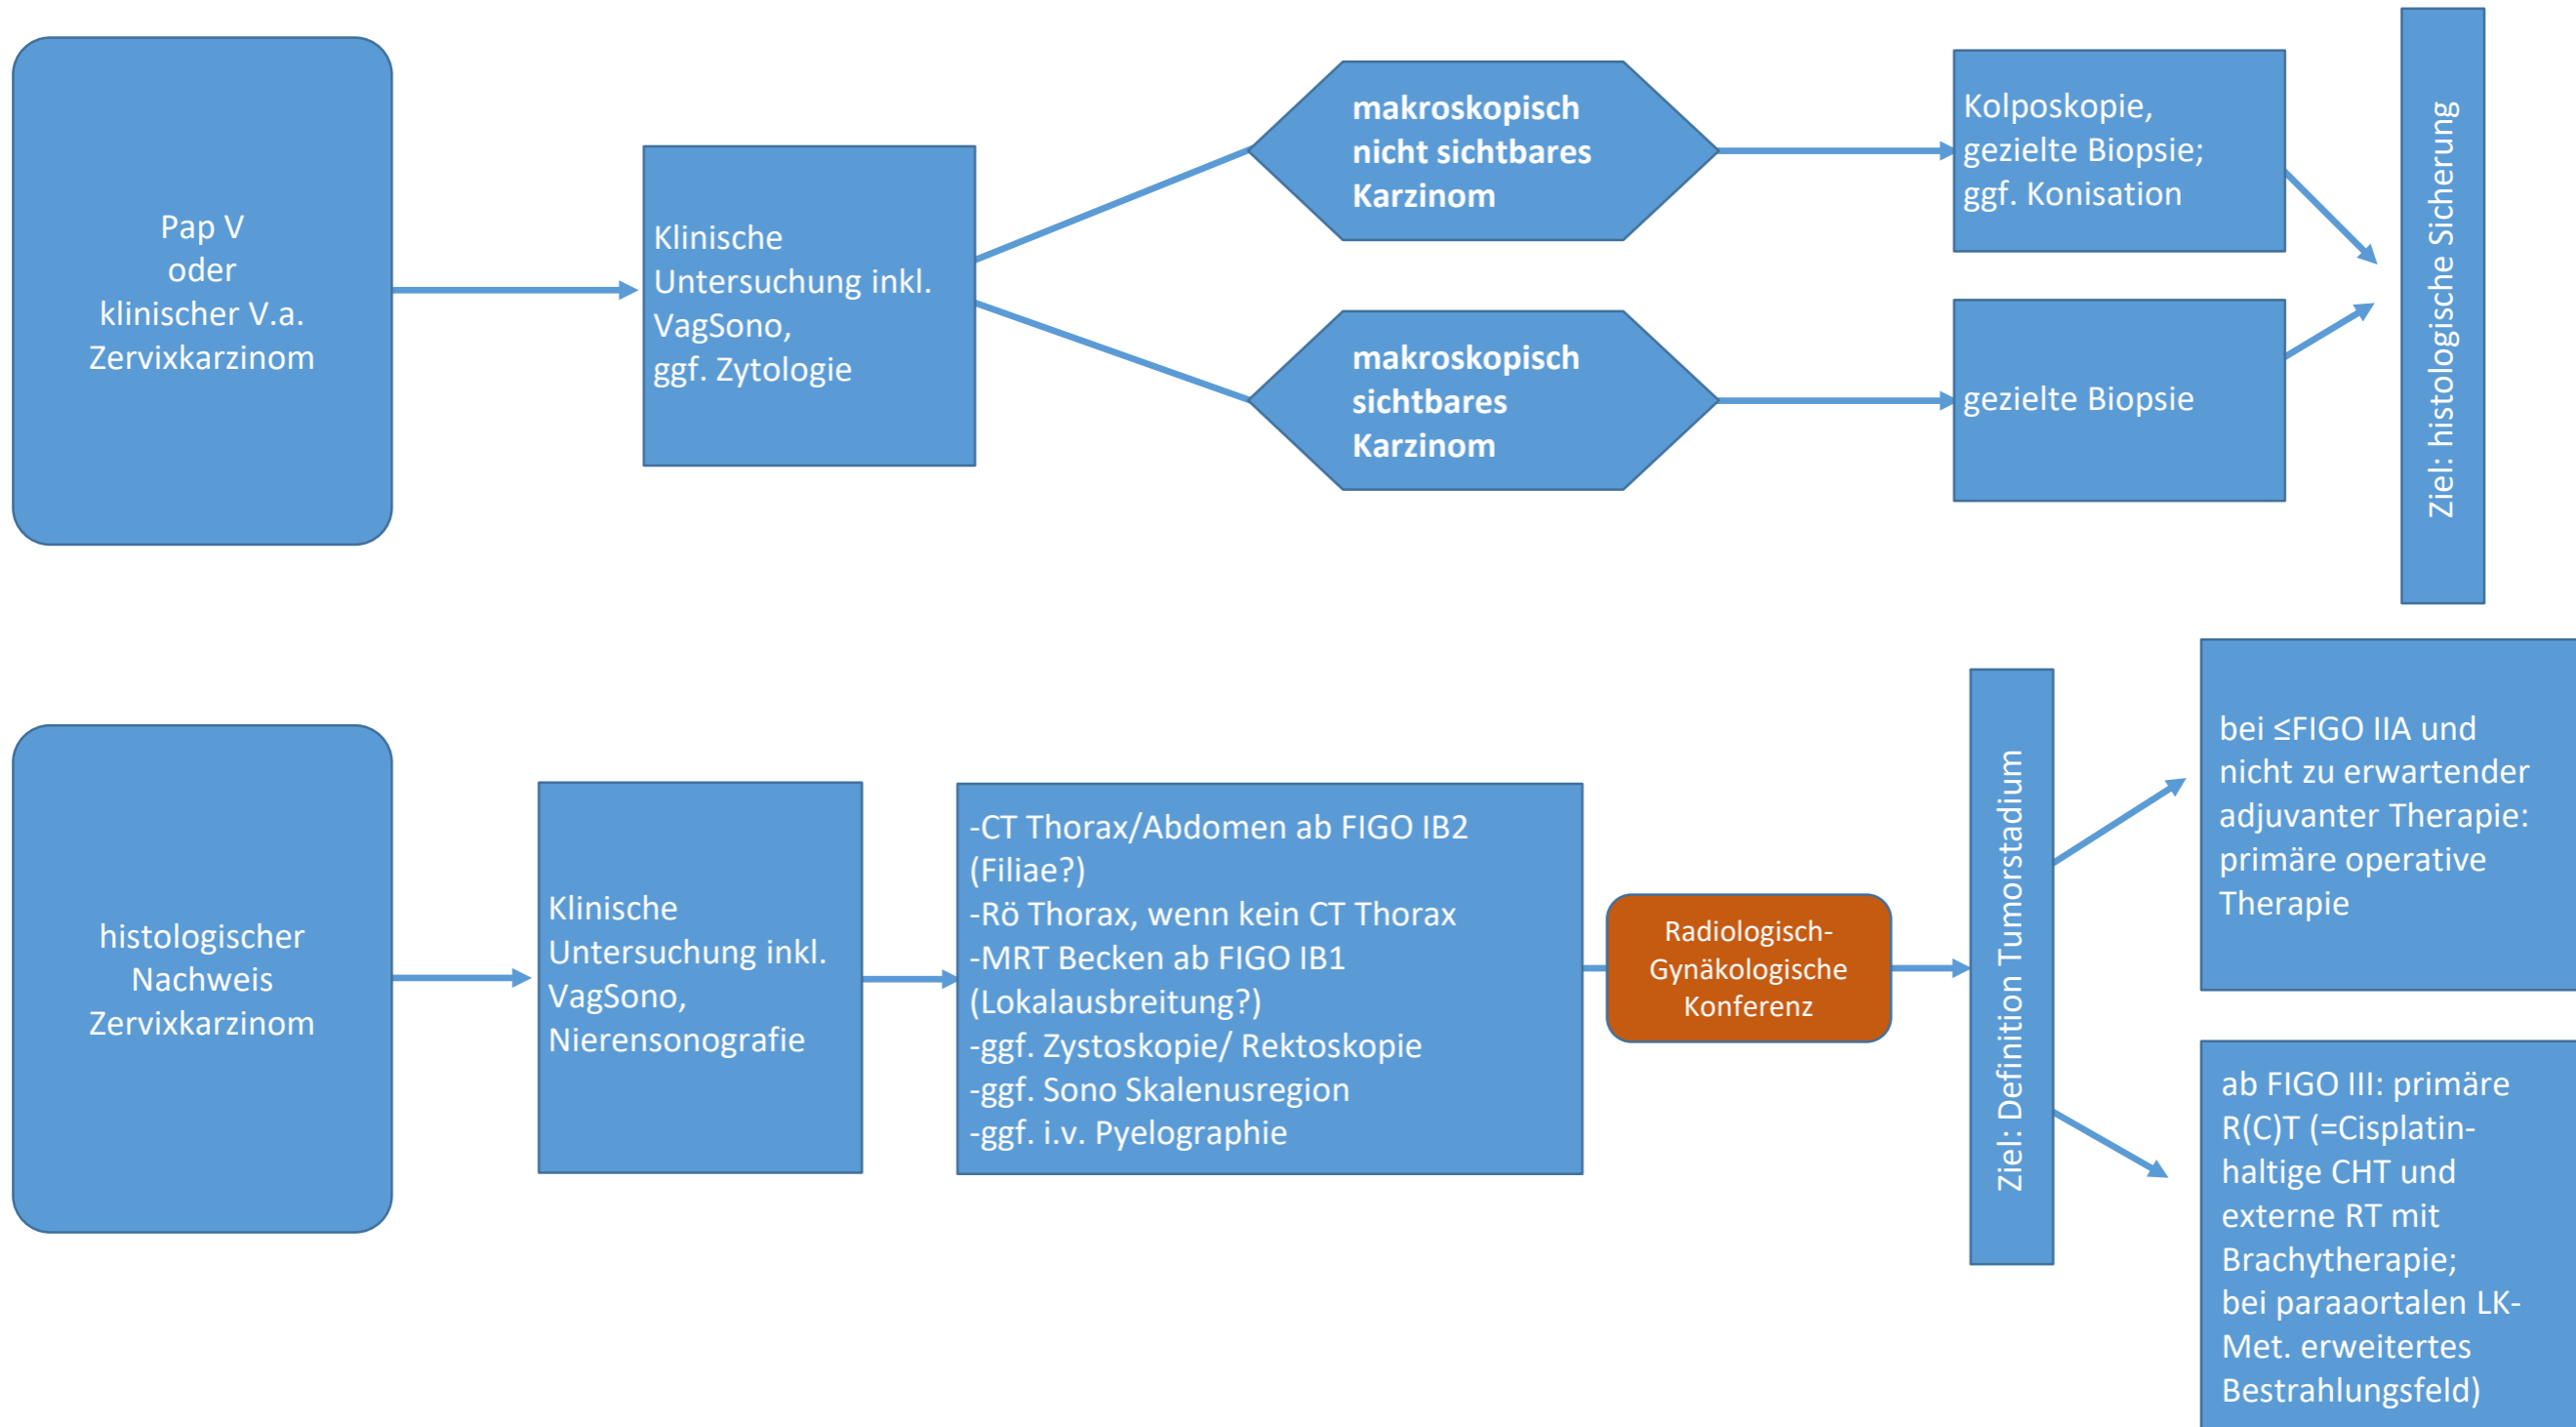 Pap V
oder
klinischer V.a.
Zervixkarzinom
Klinische
Untersuchung inkl.
VagSono,
ggf. Zytologie
makroskopisch
nicht sichtbares
Karzinom
makroskopisch
sichtbares
Karzinom
Kolposkopie,
gezielte Biopsie;
ggf. Konisation
gezielte Biopsie
Ziel: histologische Sicherung
histologischer
Nachweis
Zervixkarzinom
Klinische
Untersuchung inkl.
VagSono,
Nierensonografie
-CT Thorax/Abdomen ab FIGO IB2
(Filiae?)
-Rö Thorax, wenn kein CT Thorax
-MRT Becken ab FIGO IB1
(Lokalausbreitung?)
-ggf. Zystoskopie/ Rektoskopie
-ggf. Sono Skalenusregion
-ggf. i.v. Pyelographie
Radiologisch-
Gynäkologische
Konferenz
Ziel: Definition Tumorstadium
bei ≤FIGO IIA und
nicht zu erwartender
adjuvanter Therapie:
primäre operative
Therapie
ab FIGO III: primäre
R(C)T (=Cisplatin-
haltige CHT und
externe RT mit
Brachytherapie;
bei paraaortalen LK-
Met. erweitertes
Bestrahlungsfeld)